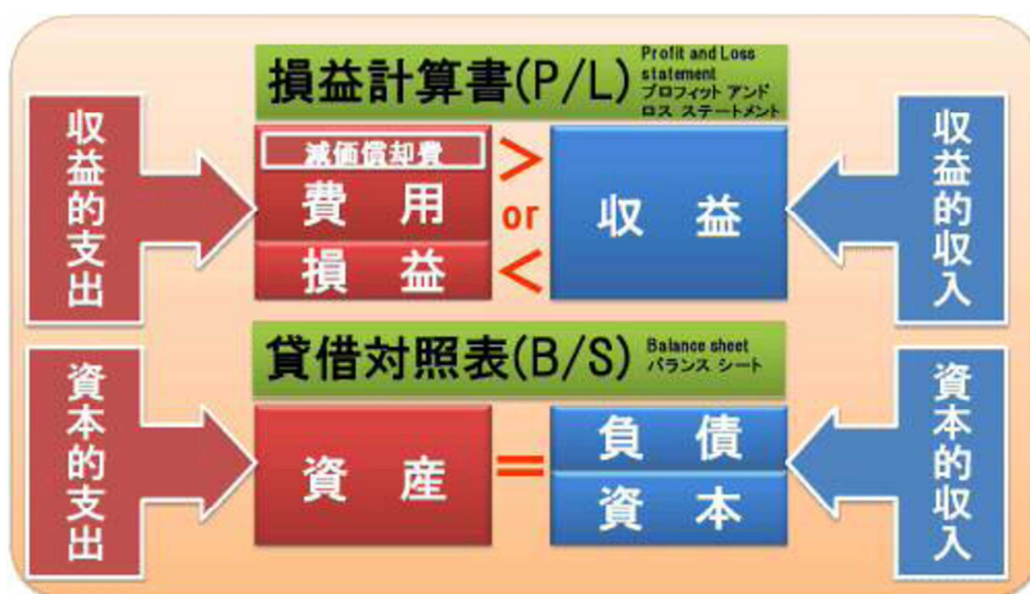 損益計算書(P/L)
Profit and Loss
statement
プロフィット アンド
ロス ステートメント
収益的支出
減価償却費
費 用
損 益
>
or
<
収 益
収益的収入
貸借対照表(B/S)
Balance sheet
バランス シート
資本的支出
資 産
=
負 債
資 本
資本的収入